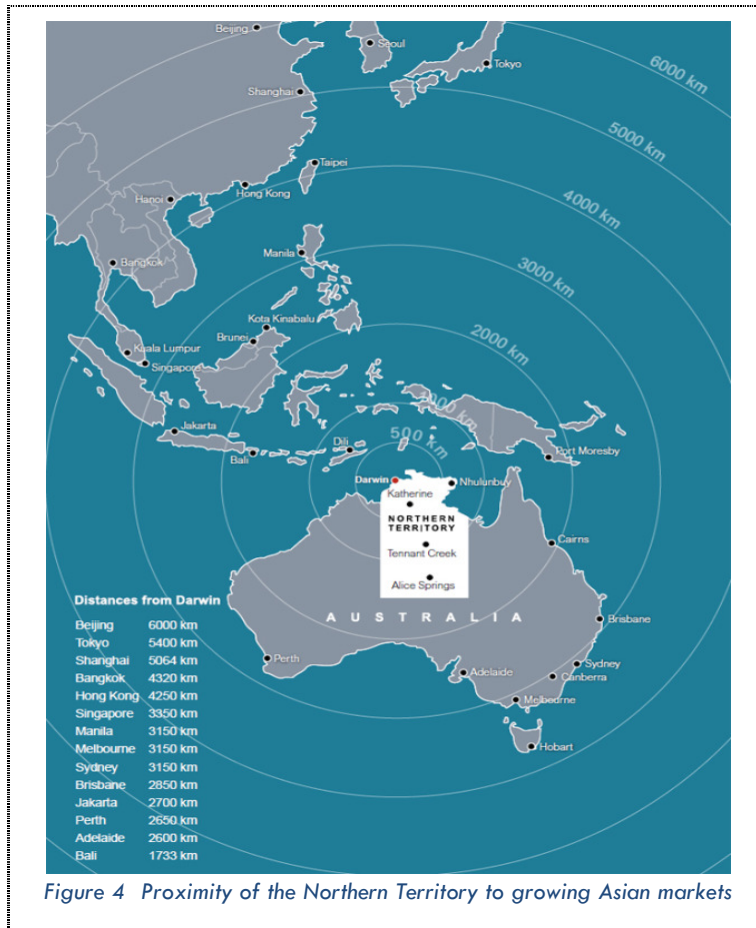 Beijing
Seoul
6000 km
Tokyo
Shanghai
5000 km
Taipei
Hong Kong
Hanoi
4000 km
Manila
Bangkok
3000 km
Kota Kinabalu
2000 km
Brunei
Kuala Lumpur
Singapore
1000 km
Jakarta
500 km
Dili
Bali
Port Moresby
Darwin
Nhulunbuy
Katherine
NORTHERN
TERRITORY
Cairns
Tennant Creek
Alice Springs
AUSTRALIA
Brisbane
Perth
Sydney
Adelaide
Canberra
Melbourne
Hobart
Distances from Darwin
Beijing 6000 km
Tokyo 5400 km
Shanghai 5064 km
Bangkok 4320 km
Hong Kong 4250 km
Singapore 3350 km
Manila 3150 km
Melbourne 3150 km
Sydney 3150 km
Brisbane 2850 km
Jakarta 2700 km
Perth 2650 km
Adelaide 2600 km
Bali 1733 km
Figure 4 Proximity of the Northern Territory to growing Asian markets